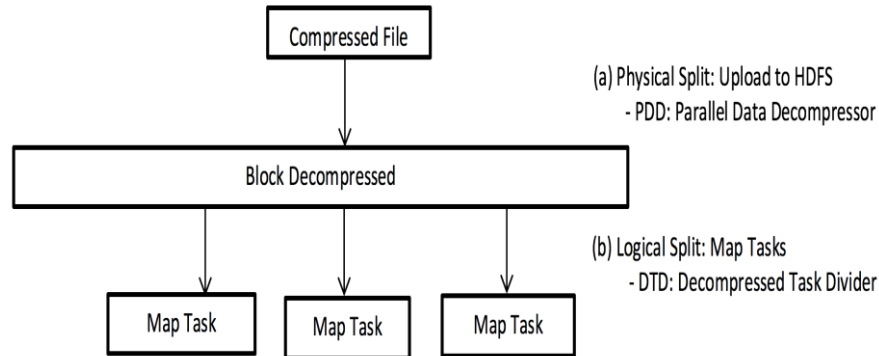 Compressed File
(a) Physical Split: Upload to HDFS
- PDD: Parallel Data Decompressor
Block Decompressed
(b) Logical Split: Map Tasks
- DTD: Decompressed Task Divider
Map Task
Map Task
Map Task